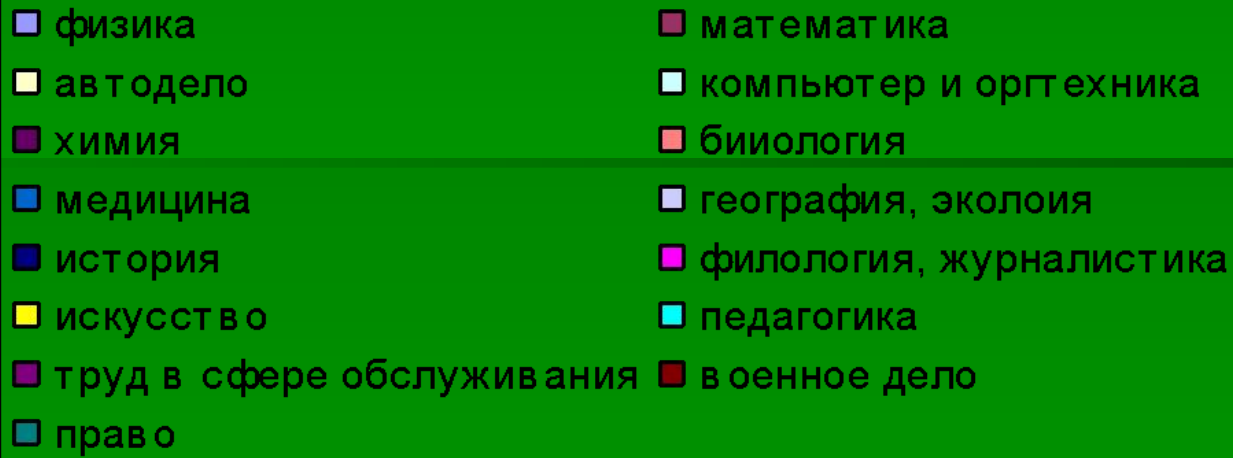 физика математика
автодело компьютер и оргтехника
химия бииология
медицина география, эколоия
история филология, журналистика
искусство педагогика
труд в сфере обслуживания военное дело
право